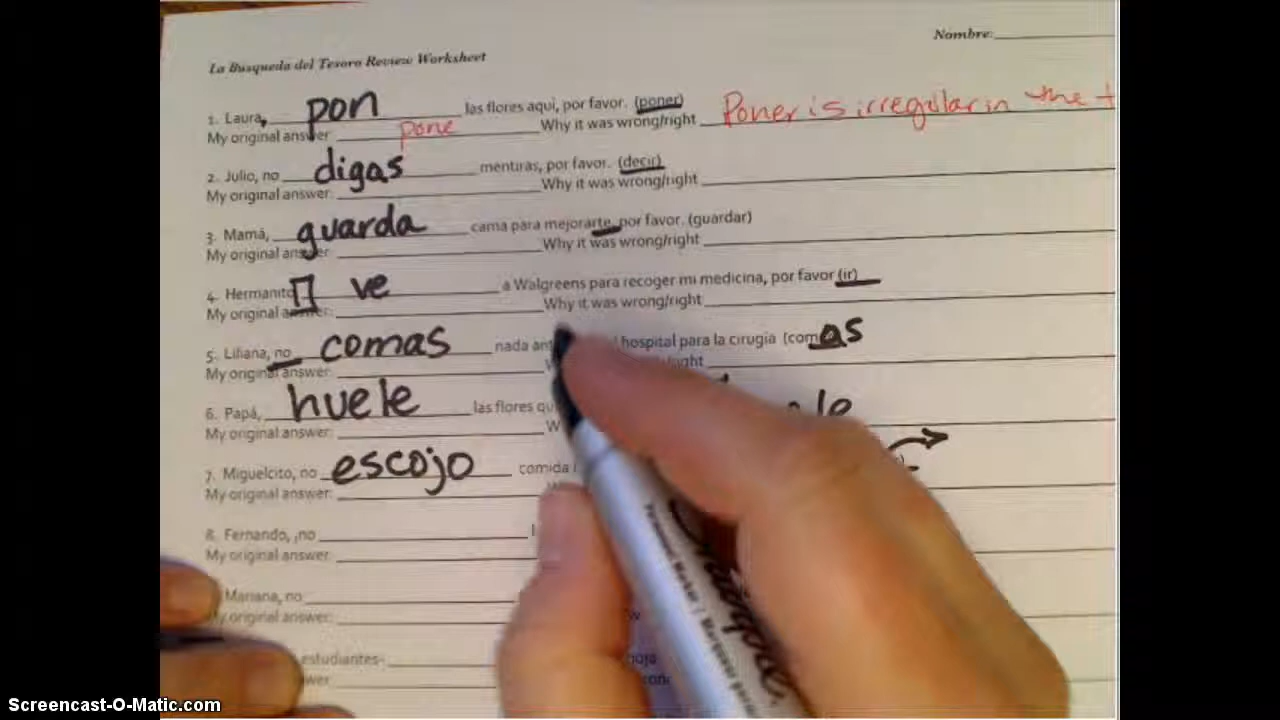 Nombre:
La Busqueda del Tesoro Review Worksheet
1. Laura, pon las flores aquí, por favor. (poner)
My original answer: pone Why it was wrong/right Poner is irregular in the
2. Julio, no digas mentiras, por favor. (decir)
My original answer: Why it was wrong/right
3. Mamá, guarda cama para mejorarte, por favor. (guardar)
My original answer: Why it was wrong/right
4. Hermanito ve a Walgreens para recoger mi medicina, por favor (ir)
My original answer: Why it was wrong/right
5. Liliana, no comas nada hospital para la cirugía as
My original answer:
6. Papá, huele las flores
My original answer:
7. Miguelcito, no escojo comida
My original answer:
8. Fernando, ,no
My original answer:
Mariana, no
My original answer:
estudiantes-
Screencast-O-Matic.com